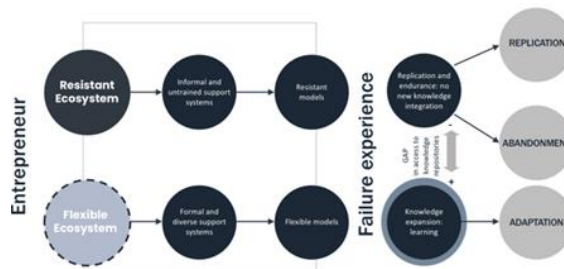 Entrepreneur
Resistant
Ecosystem
Informal and
untrained support
systems
Resistant
models
Flexible
Ecosystem
Formal and
diverse support
systems
Flexible models
Failure experience
Replication and
endurance: no
new knowledge
integration
-
GAP
in access to
knowledge
repositories
+
Knowledge
expansion:
learning
REPLICATION
ABANDONMENT
ADAPTATION